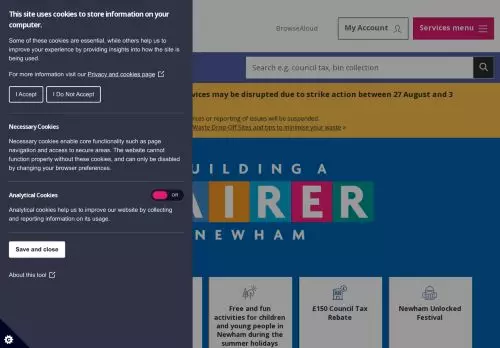 This site uses cookies to store information on your
computer.
Some of these cookies are essential, while others help us to
improve your experience by providing insights into how the site is
being used.
For more information visit our Privacy and cookies page
I Accept
I Do Not Accept
Necessary Cookies
Necessary cookies enable core functionality such as page
navigation and access to secure areas. The website cannot
function properly without these cookies, and can only be disabled
by changing your browser preferences.
Analytical Cookies
Off
Analytical cookies help us to improve our website by collecting
and reporting information on its usage.
Save and close
About this tool
BrowseAloud
My Account
Services menu
Search e.g. council tax, bin collection
vices may be disrupted due to strike action between 27 August and 3
ces or reporting of issues will be suspended.
Waste Drop-Off Sites and tips to minimise your waste >
UILDING A
AIRER
NEWHAM
Free and fun
activities for children
and young people in
Newham during the
summer holidays
£150 Council Tax
Rebate
Newham Unlocked
Festival